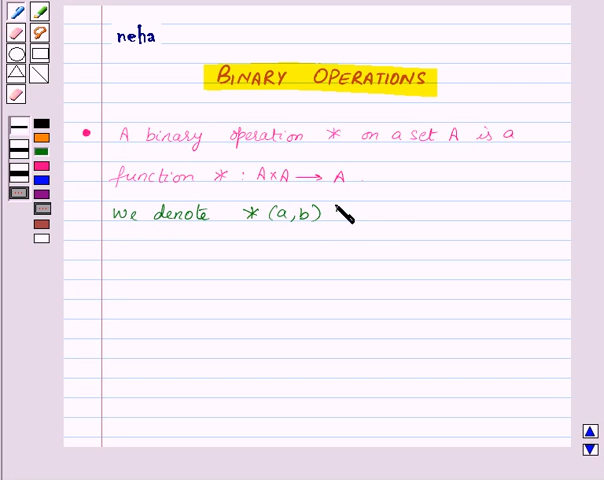 neha
BINARY OPERATIONS
• A binary operation * on a set A is a
function * : A×A → A .
We denote * (a,b)